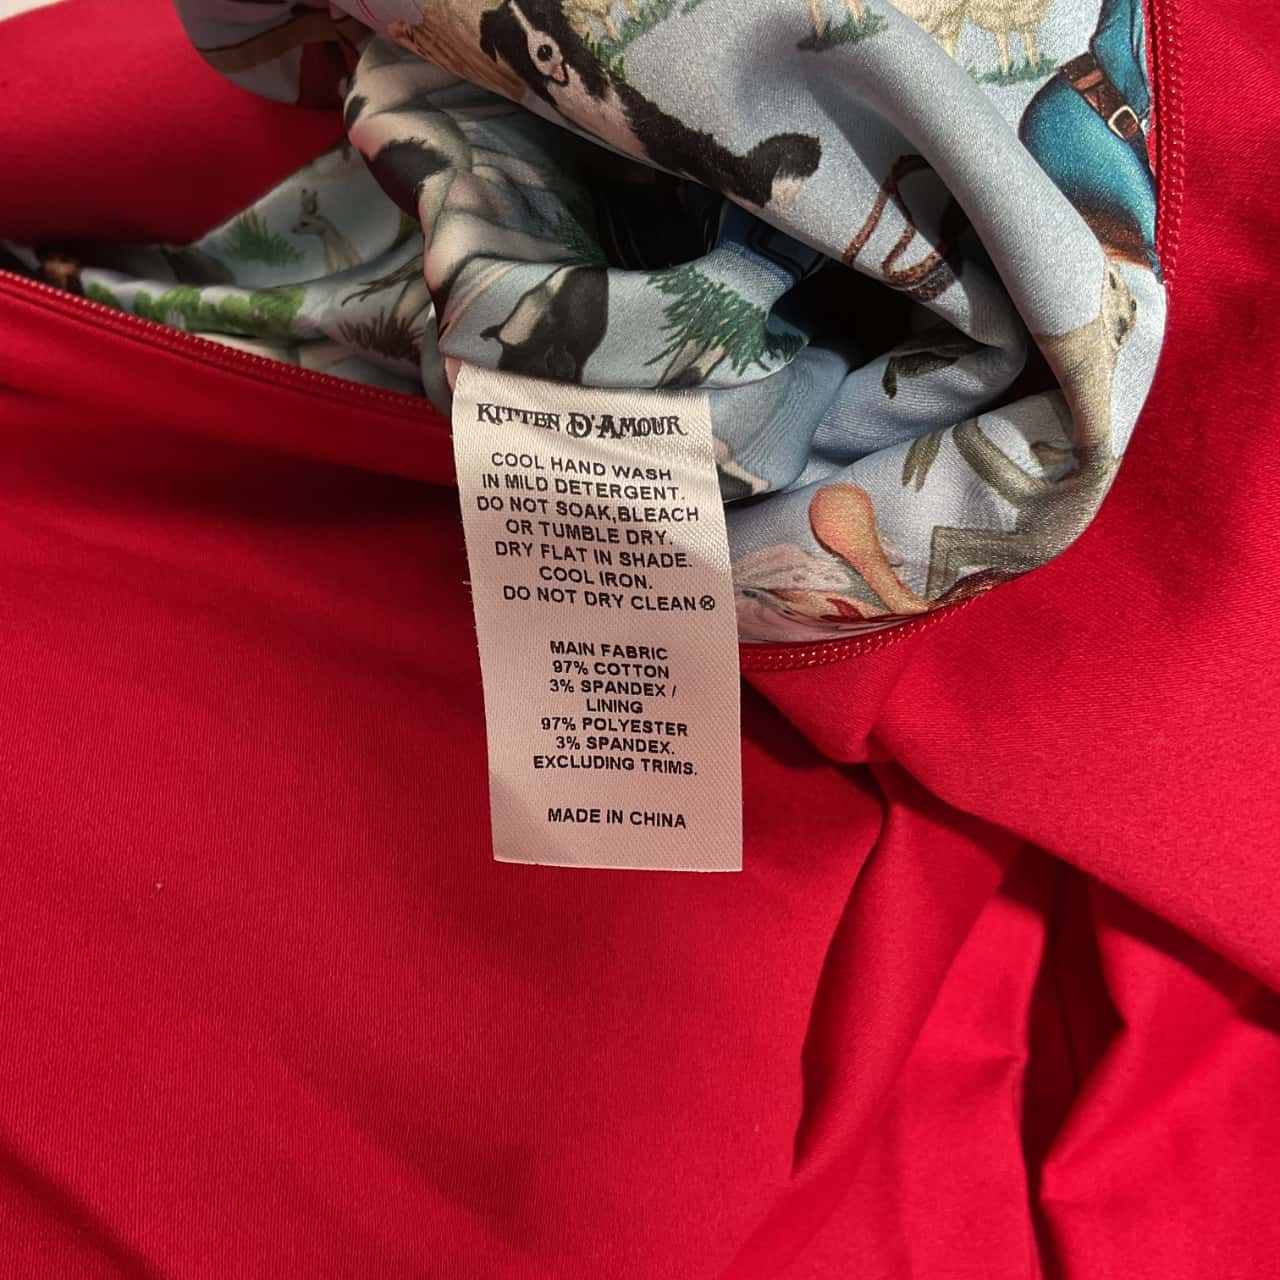 KITTEN D'AMOUR
COOL HAND WASH
IN MILD DETERGENT.
DO NOT SOAK,BLEACH
OR TUMBLE DRY.
DRY FLAT IN SHADE.
COOL IRON.
DO NOT DRY CLEAN
MAIN FABRIC
97% COTTON
3% SPANDEX /
LINING
97% POLYESTER
3% SPANDEX.
EXCLUDING TRIMS.
MADE IN CHINA